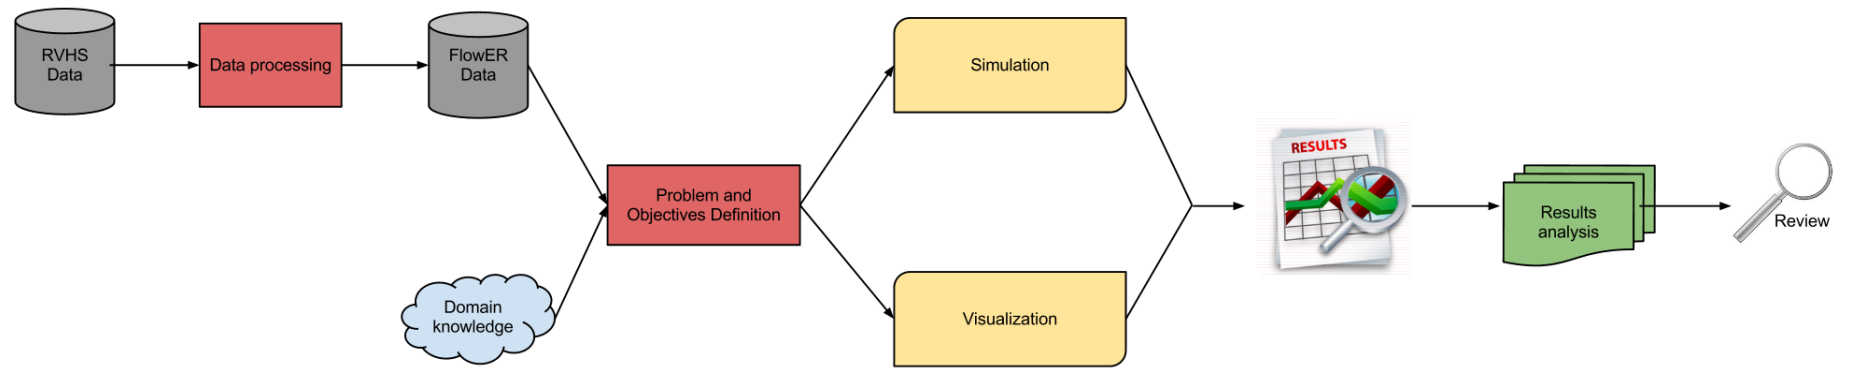 RVHS
Data
Data processing
FlowER
Data
Problem and
Objectives Definition
Domain
knowledge
Simulation
Visualization
RESULTS
Results
analysis
Review